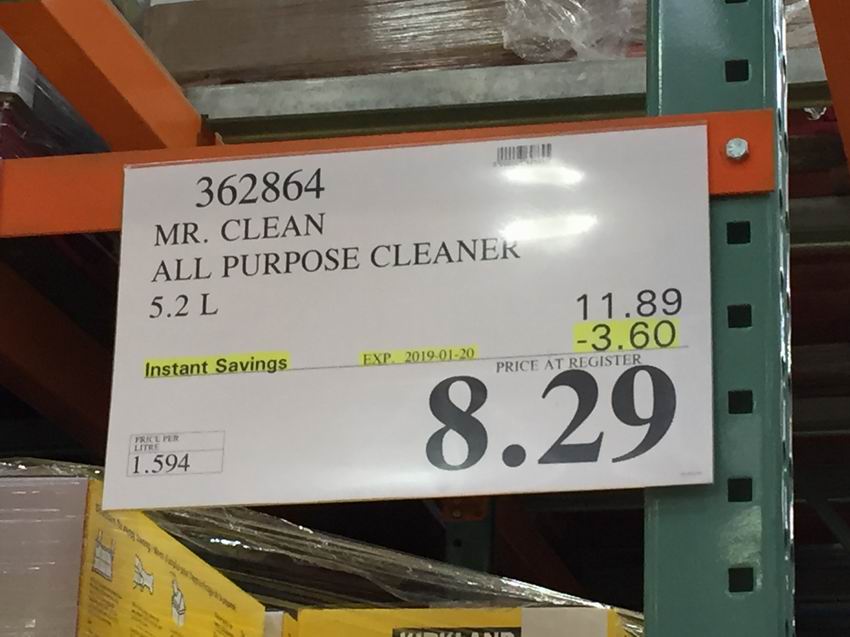 362864
MR. CLEAN
ALL PURPOSE CLEANER
5.2 L
11.89
-3.60
Instant Savings EXP. 2019-01-20
PRICE AT REGISTER
8.29
PRICE PER
LITRE
1.594
KIRKLAND